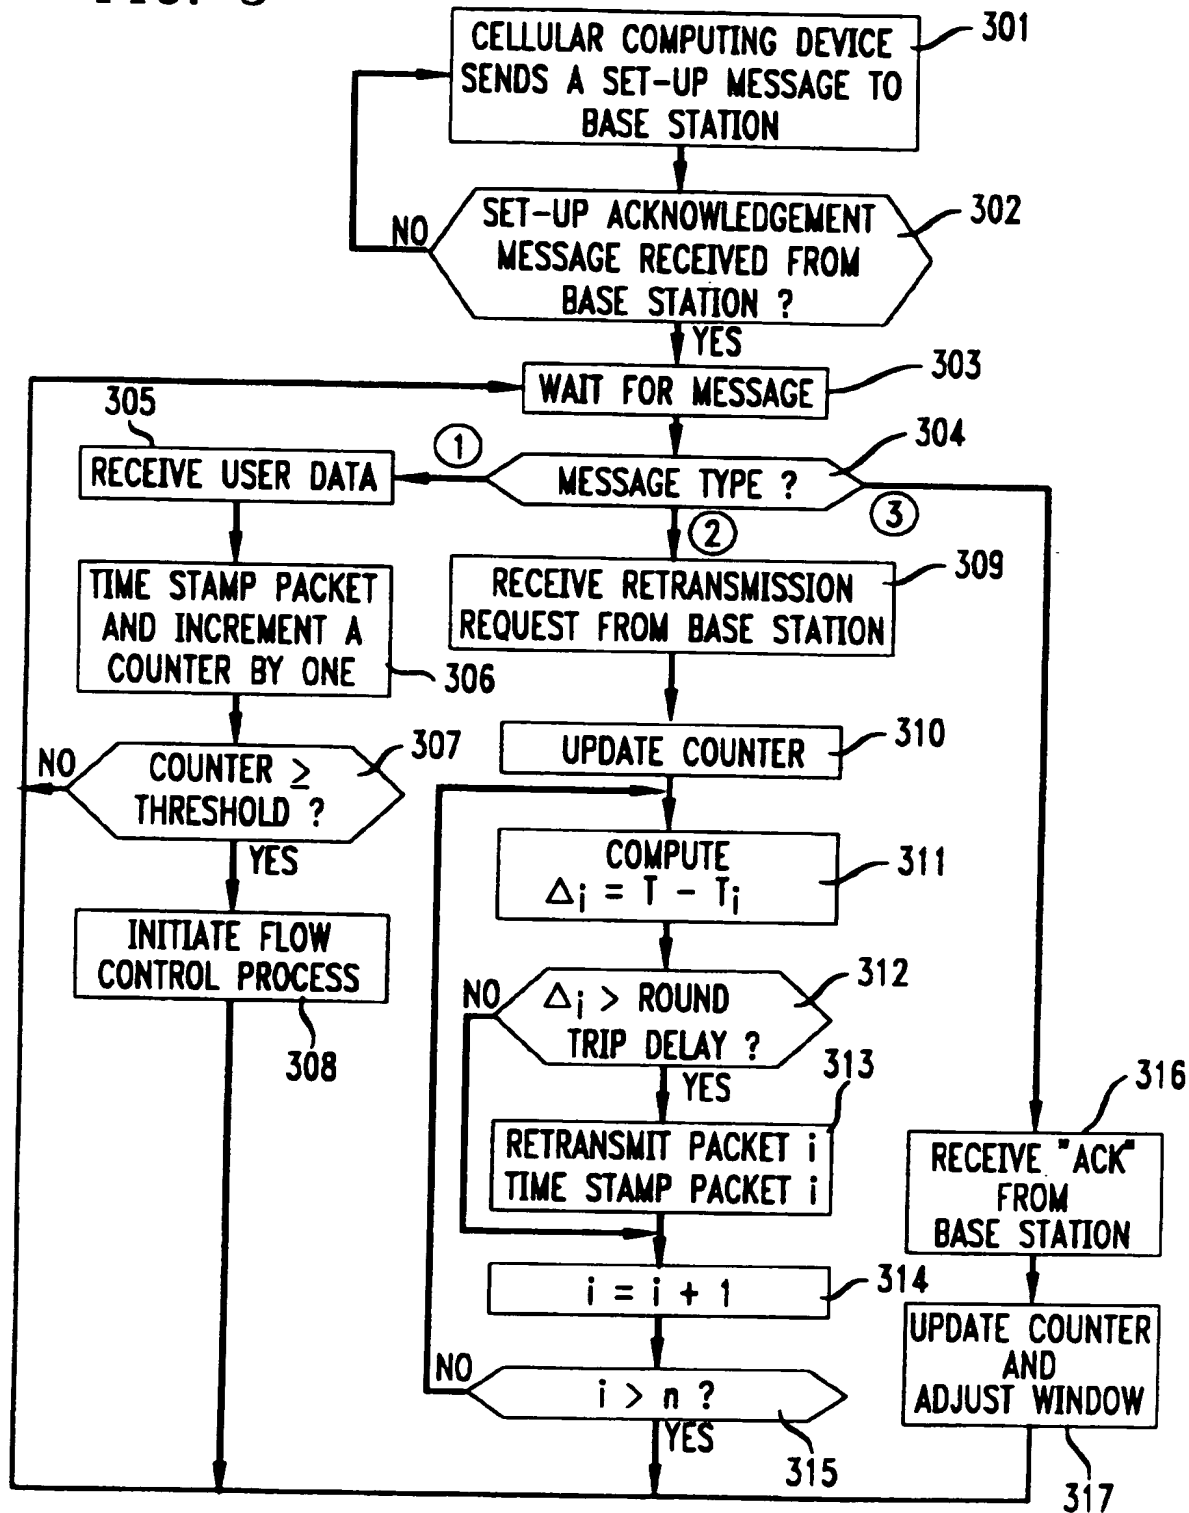 CELLULAR COMPUTING DEVICE
SENDS A SET-UP MESSAGE TO
BASE STATION
301
SET-UP ACKNOWLEDGEMENT
MESSAGE RECEIVED FROM
BASE STATION ?
302
NO
YES
WAIT FOR MESSAGE
303
MESSAGE TYPE ?
304
1
2
3
305
RECEIVE USER DATA
TIME STAMP PACKET
AND INCREMENT A
COUNTER BY ONE
306
COUNTER ≥
THRESHOLD ?
307
NO
YES
INITIATE FLOW
CONTROL PROCESS
308
RECEIVE RETRANSMISSION
REQUEST FROM BASE STATION
309
UPDATE COUNTER
310
COMPUTE
Δi = T - Ti
311
Δi > ROUND
TRIP DELAY ?
312
NO
YES
313
RETRANSMIT PACKET i
TIME STAMP PACKET i
i = i + 1
314
i > n ?
315
NO
YES
316
RECEIVE "ACK"
FROM
BASE STATION
UPDATE COUNTER
AND
ADJUST WINDOW
317